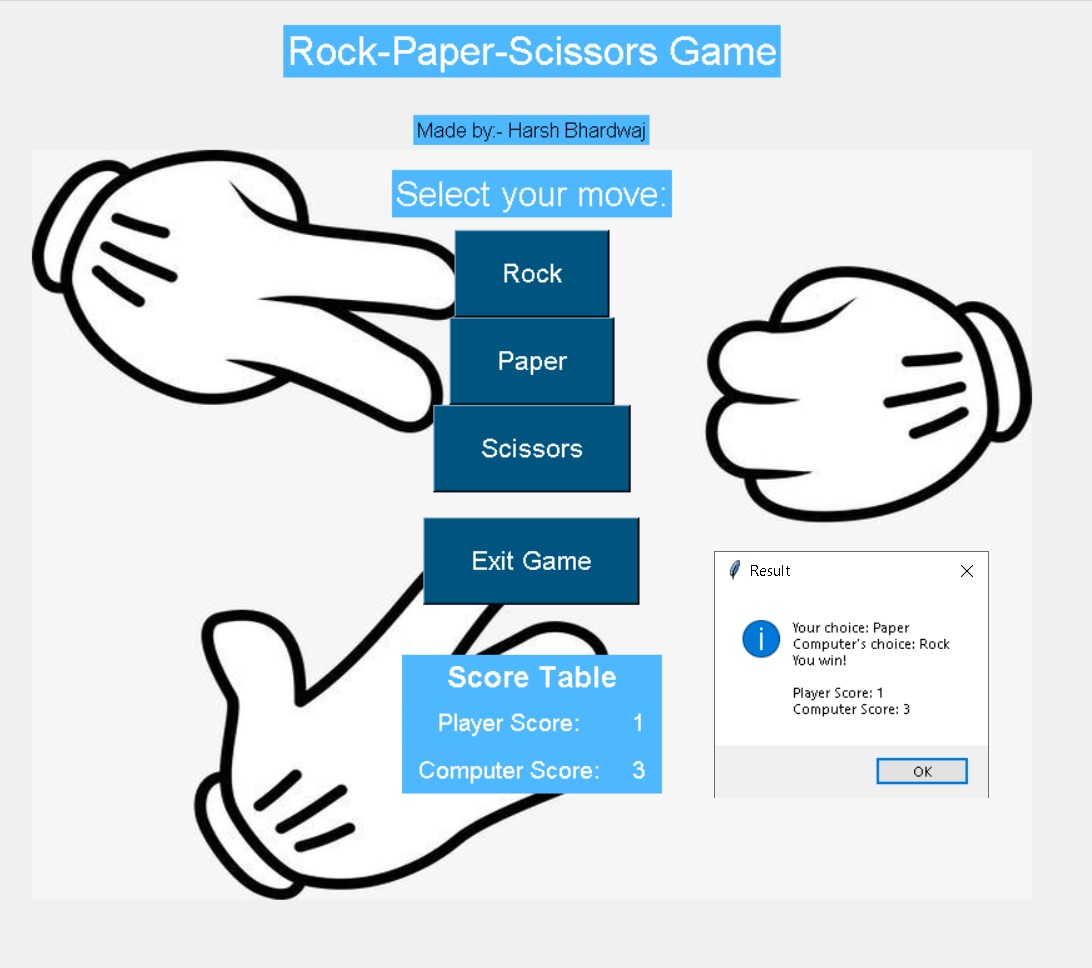 Rock-Paper-Scissors Game
Made by:- Harsh Bhardwaj
Select your move:
Rock
Paper
Scissors
Exit Game
Score Table
Player Score: 1
Computer Score: 3
Result
Your choice: Paper
Computer's choice: Rock
You win!
Player Score: 1
Computer Score: 3
OK